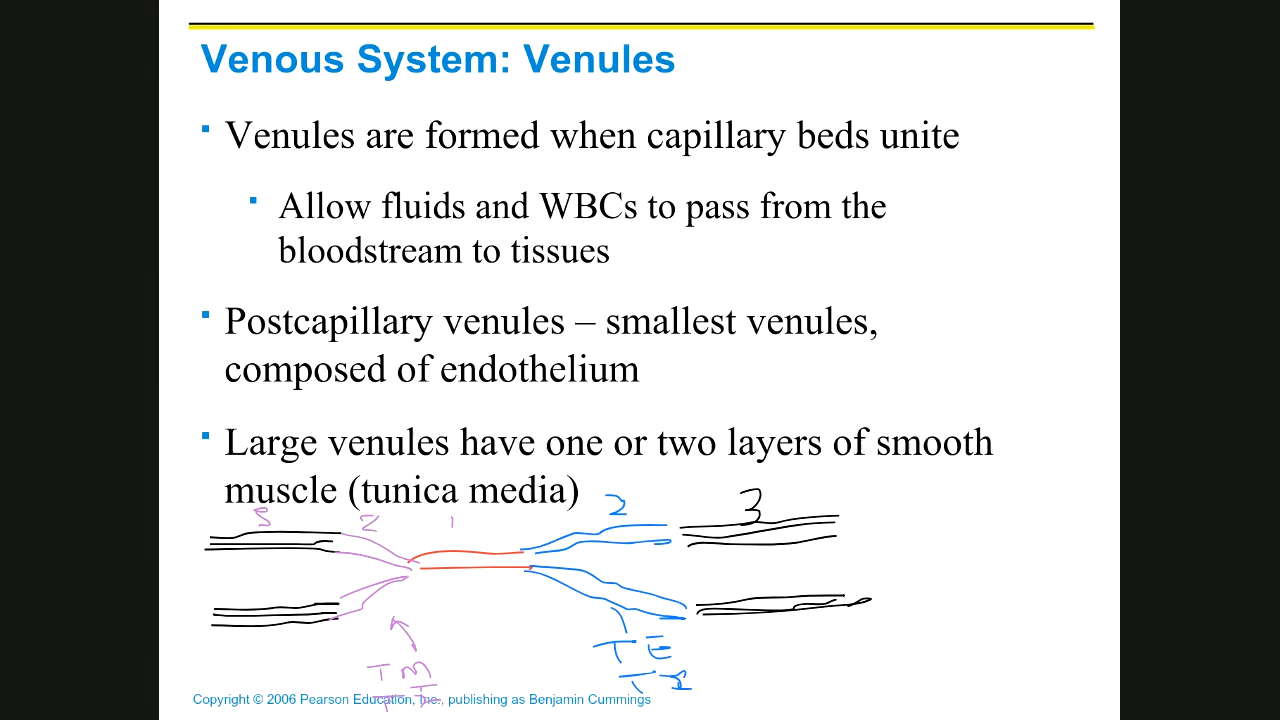 Venous System: Venules
▪ Venules are formed when capillary beds unite
▪ Allow fluids and WBCs to pass from the
bloodstream to tissues
▪ Postcapillary venules – smallest venules,
composed of endothelium
▪ Large venules have one or two layers of smooth
muscle (tunica media)
2 1 2 3
T E
T M
Copyright © 2006 Pearson Education, Inc., publishing as Benjamin Cummings